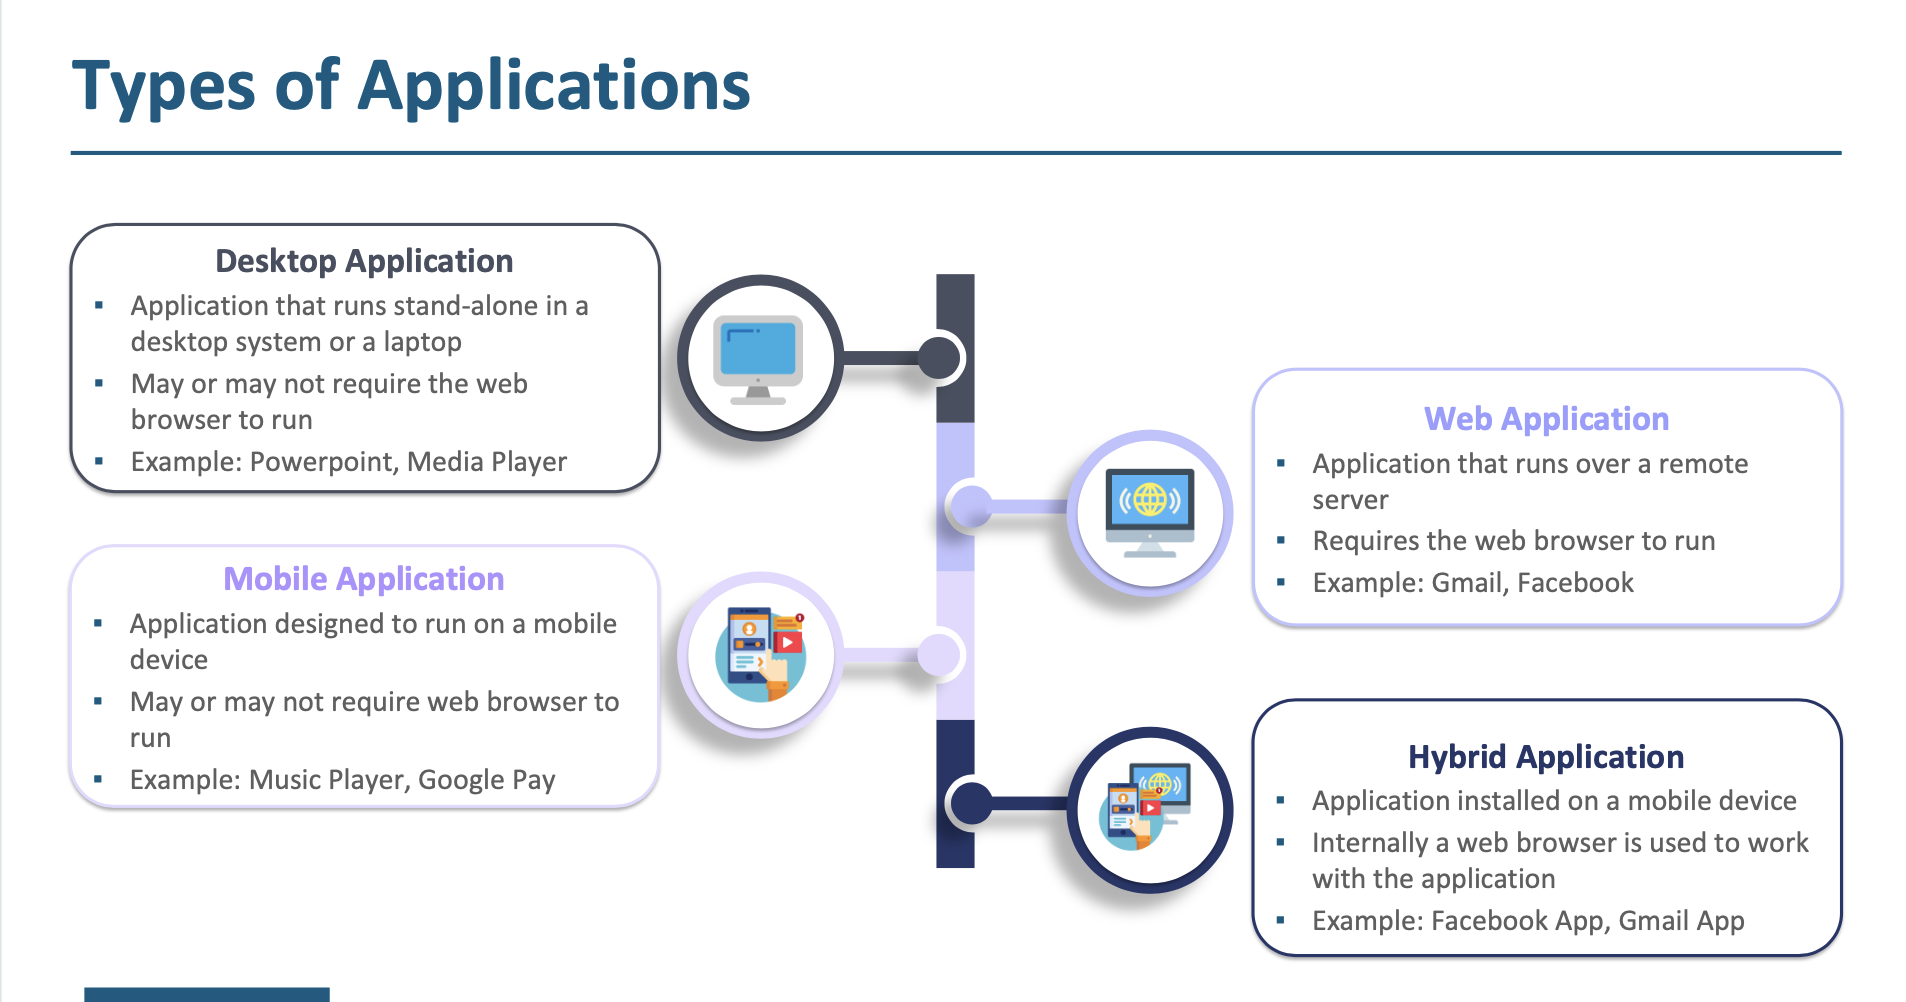 Types of Applications
Desktop Application
▪ Application that runs stand-alone in a
desktop system or a laptop
▪ May or may not require the web
browser to run
▪ Example: Powerpoint, Media Player
Web Application
▪ Application that runs over a remote
server
▪ Requires the web browser to run
▪ Example: Gmail, Facebook
Mobile Application
▪ Application designed to run on a mobile
device
▪ May or may not require web browser to
run
▪ Example: Music Player, Google Pay
Hybrid Application
▪ Application installed on a mobile device
▪ Internally a web browser is used to work
with the application
▪ Example: Facebook App, Gmail App